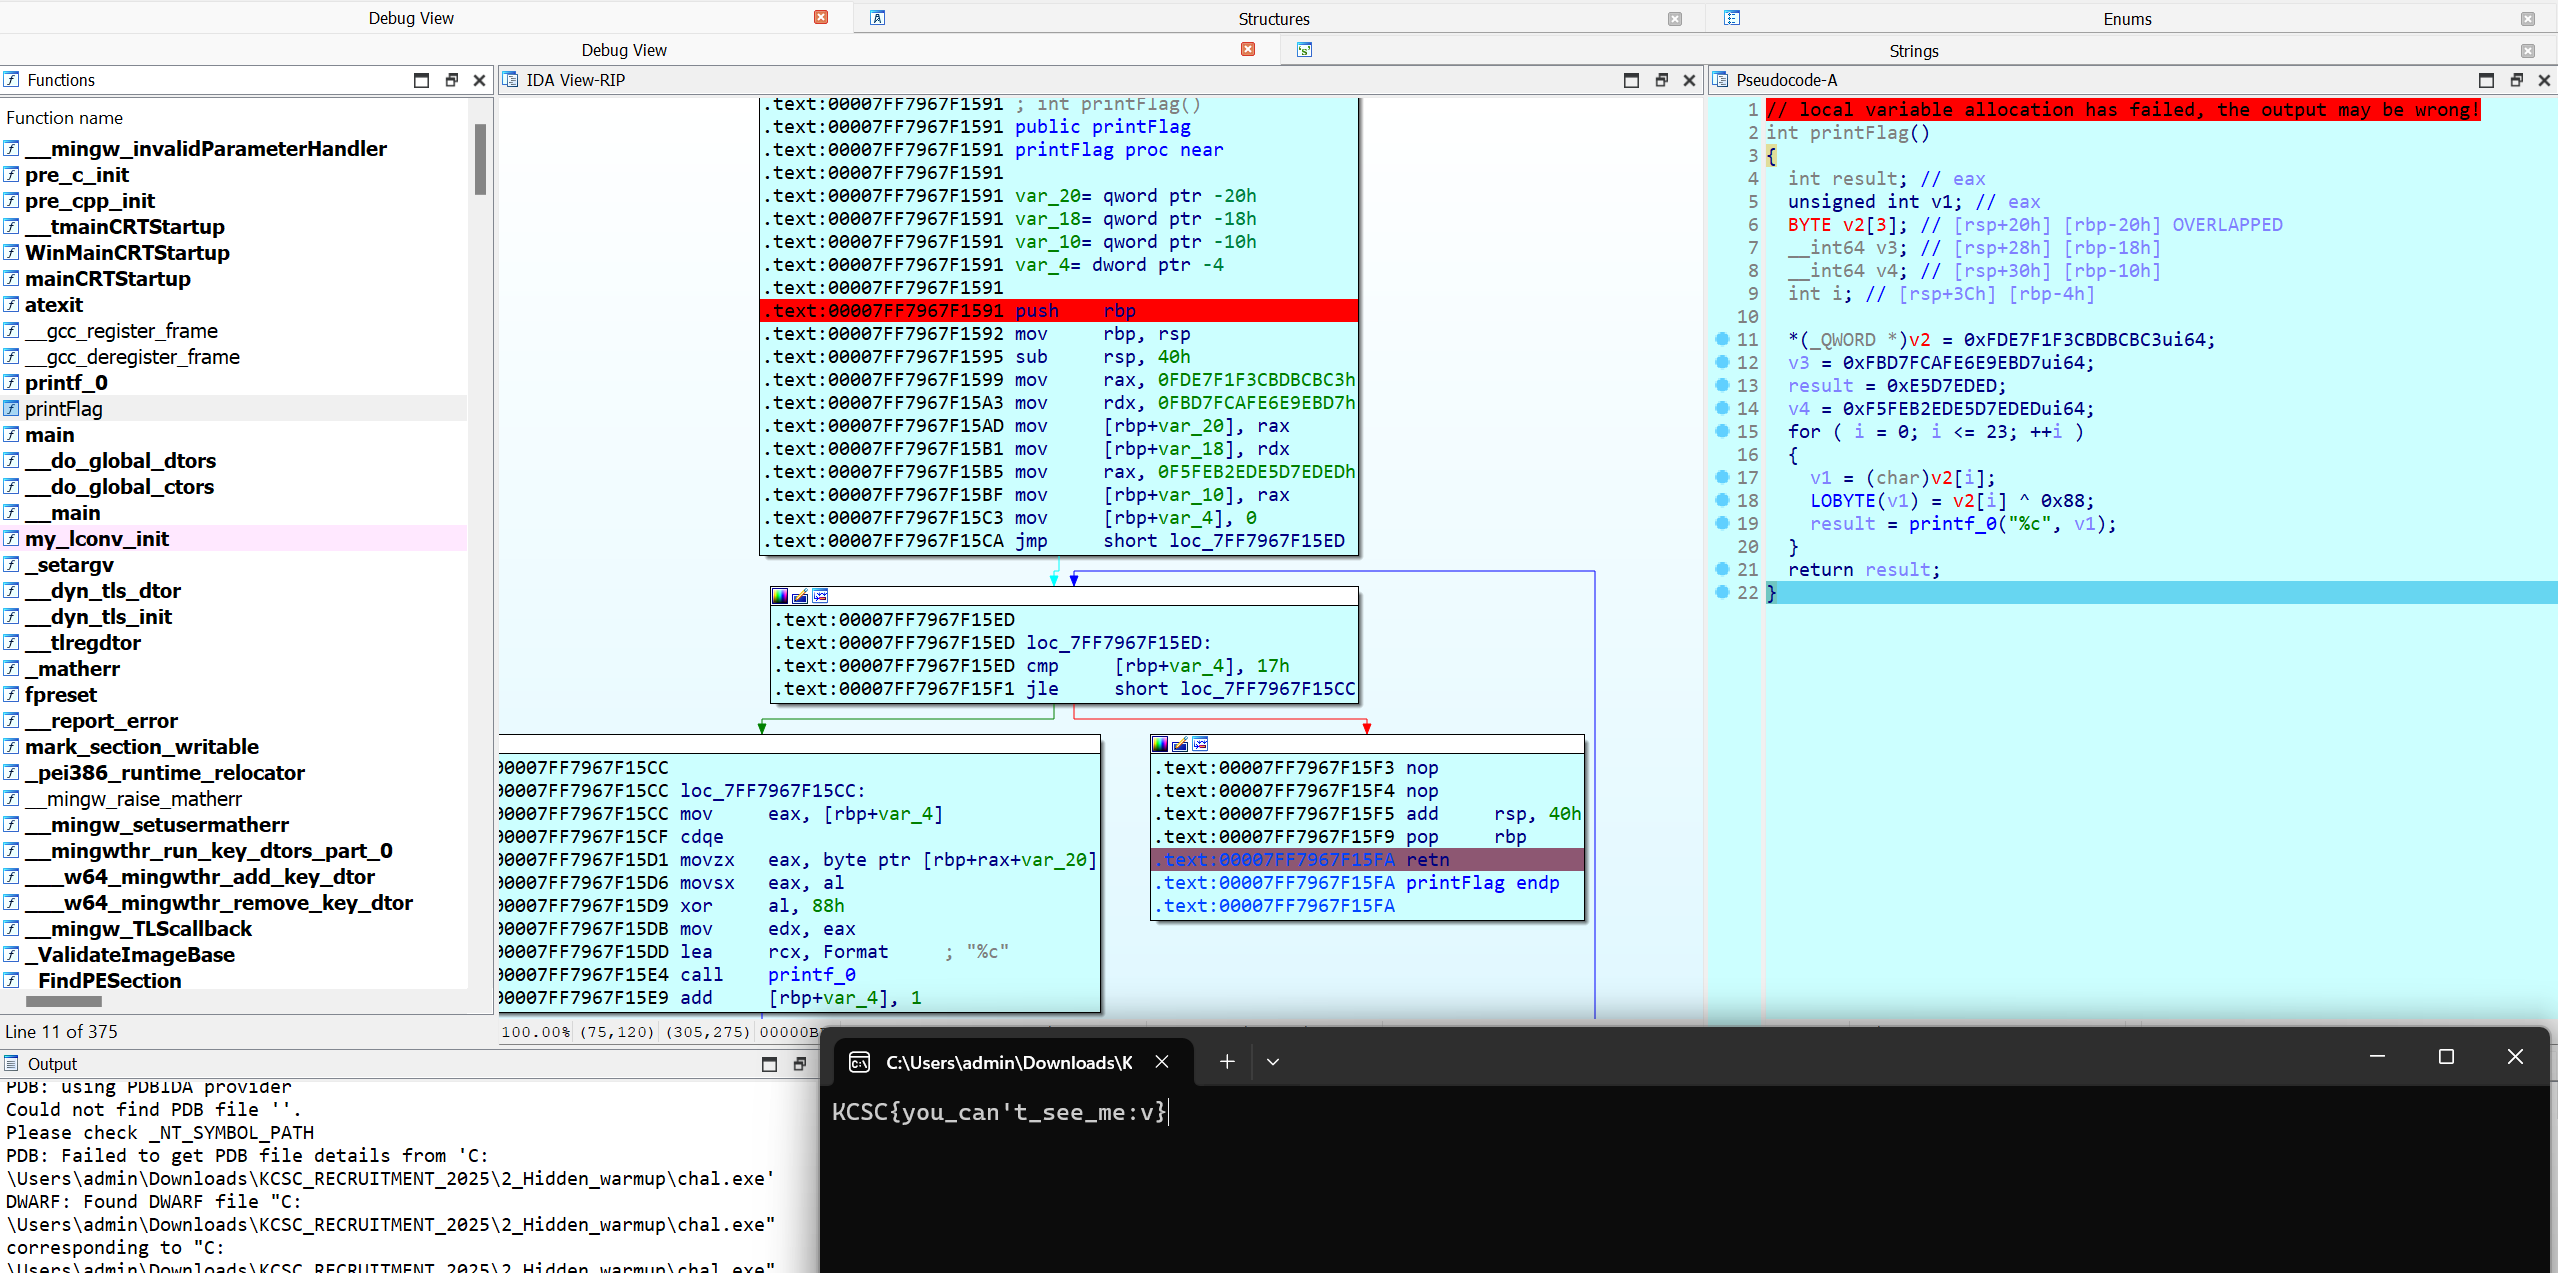 Debug View
Structures
Enums
Debug View
Strings
Functions
Function name
__mingw_invalidParameterHandler
pre_c_init
pre_cpp_init
__tmainCRTStartup
WinMainCRTStartup
mainCRTStartup
atexit
__gcc_register_frame
__gcc_deregister_frame
printf_0
printFlag
main
__do_global_dtors
__do_global_ctors
__main
my_lconv_init
_setargv
__dyn_tls_dtor
__dyn_tls_init
__tlregdtor
_matherr
fpreset
__report_error
mark_section_writable
_pei386_runtime_relocator
__mingw_raise_matherr
__mingw_setusermatherr
__mingwthr_run_key_dtors_part_0
___w64_mingwthr_add_key_dtor
___w64_mingwthr_remove_key_dtor
__mingw_TLScallback
_ValidateImageBase
_FindPESection
Line 11 of 375
IDA View-RIP
.text:00007FF7967F1591 ; int printFlag()
.text:00007FF7967F1591 public printFlag
.text:00007FF7967F1591 printFlag proc near
.text:00007FF7967F1591
.text:00007FF7967F1591 var_20= qword ptr -20h
.text:00007FF7967F1591 var_18= qword ptr -18h
.text:00007FF7967F1591 var_10= qword ptr -10h
.text:00007FF7967F1591 var_4= dword ptr -4
.text:00007FF7967F1591
.text:00007FF7967F1591 push rbp
.text:00007FF7967F1592 mov rbp, rsp
.text:00007FF7967F1595 sub rsp, 40h
.text:00007FF7967F1599 mov rax, 0FDE7F1F3CBDBCBC3h
.text:00007FF7967F15A3 mov rdx, 0FBD7FCAFE6E9EBD7h
.text:00007FF7967F15AD mov [rbp+var_20], rax
.text:00007FF7967F15B1 mov [rbp+var_18], rdx
.text:00007FF7967F15B5 mov rax, 0F5FEB2EDE5D7EDEDh
.text:00007FF7967F15BF mov [rbp+var_10], rax
.text:00007FF7967F15C3 mov [rbp+var_4], 0
.text:00007FF7967F15CA jmp short loc_7FF7967F15ED
.text:00007FF7967F15ED
.text:00007FF7967F15ED loc_7FF7967F15ED:
.text:00007FF7967F15ED cmp [rbp+var_4], 17h
.text:00007FF7967F15F1 jle short loc_7FF7967F15CC
00007FF7967F15CC
00007FF7967F15CC loc_7FF7967F15CC:
00007FF7967F15CC mov eax, [rbp+var_4]
00007FF7967F15CF cdqe
00007FF7967F15D1 movzx eax, byte ptr [rbp+rax+var_20]
00007FF7967F15D6 movsx eax, al
00007FF7967F15D9 xor al, 88h
00007FF7967F15DB mov edx, eax
00007FF7967F15DD lea rcx, Format ; "%c"
00007FF7967F15E4 call printf_0
00007FF7967F15E9 add [rbp+var_4], 1
.text:00007FF7967F15F3 nop
.text:00007FF7967F15F4 nop
.text:00007FF7967F15F5 add rsp, 40h
.text:00007FF7967F15F9 pop rbp
.text:00007FF7967F15FA retn
.text:00007FF7967F15FA printFlag endp
.text:00007FF7967F15FA
100.00% (75,120) (305,275) 00000B
Pseudocode-A
1 // local variable allocation has failed, the output may be wrong!
2 int printFlag()
3 {
4 int result; // eax
5 unsigned int v1; // eax
6 BYTE v2[3]; // [rsp+20h] [rbp-20h] OVERLAPPED
7 __int64 v3; // [rsp+28h] [rbp-18h]
8 __int64 v4; // [rsp+30h] [rbp-10h]
9 int i; // [rsp+3Ch] [rbp-4h]
10
11 *(_QWORD *)v2 = 0xFDE7F1F3CBDBCBC3ui64;
12 v3 = 0xFBD7FCAFE6E9EBD7ui64;
13 result = 0xE5D7EDED;
14 v4 = 0xF5FEB2EDE5D7EDEDui64;
15 for ( i = 0; i <= 23; ++i )
16 {
17 v1 = (char)v2[i];
18 LOBYTE(v1) = v2[i] ^ 0x88;
19 result = printf_0("%c", v1);
20 }
21 return result;
22 }
Output
PDB: using PDBIDA provider
Could not find PDB file ''.
Please check _NT_SYMBOL_PATH
PDB: Failed to get PDB file details from 'C:
\Users\admin\Downloads\KCSC_RECRUITMENT_2025\2_Hidden_warmup\chal.exe'
DWARF: Found DWARF file "C:
\Users\admin\Downloads\KCSC_RECRUITMENT_2025\2_Hidden_warmup\chal.exe"
corresponding to "C:
\Users\admin\Downloads\KCSC_RECRUITMENT_2025\2_Hidden_warmup\chal.exe"
C:\Users\admin\Downloads\K
KCSC{you_can't_see_me:v}